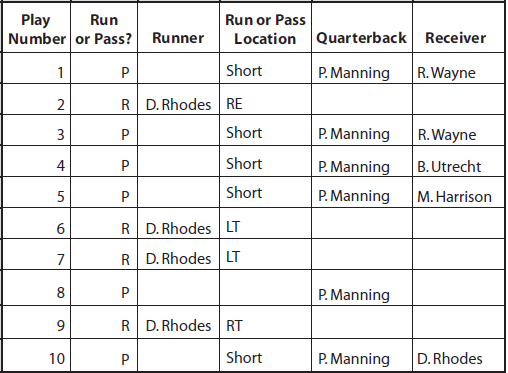 Play Number Run or Pass? Runner Run or Pass Location Quarterback Receiver
1 P Short P. Manning R. Wayne
2 R D. Rhodes RE
3 P Short P. Manning R. Wayne
4 P Short P. Manning B. Utrecht
5 P Short P. Manning M. Harrison
6 R D. Rhodes LT
7 R D. Rhodes LT
8 P P. Manning
9 R D. Rhodes RT
10 P Short P. Manning D. Rhodes